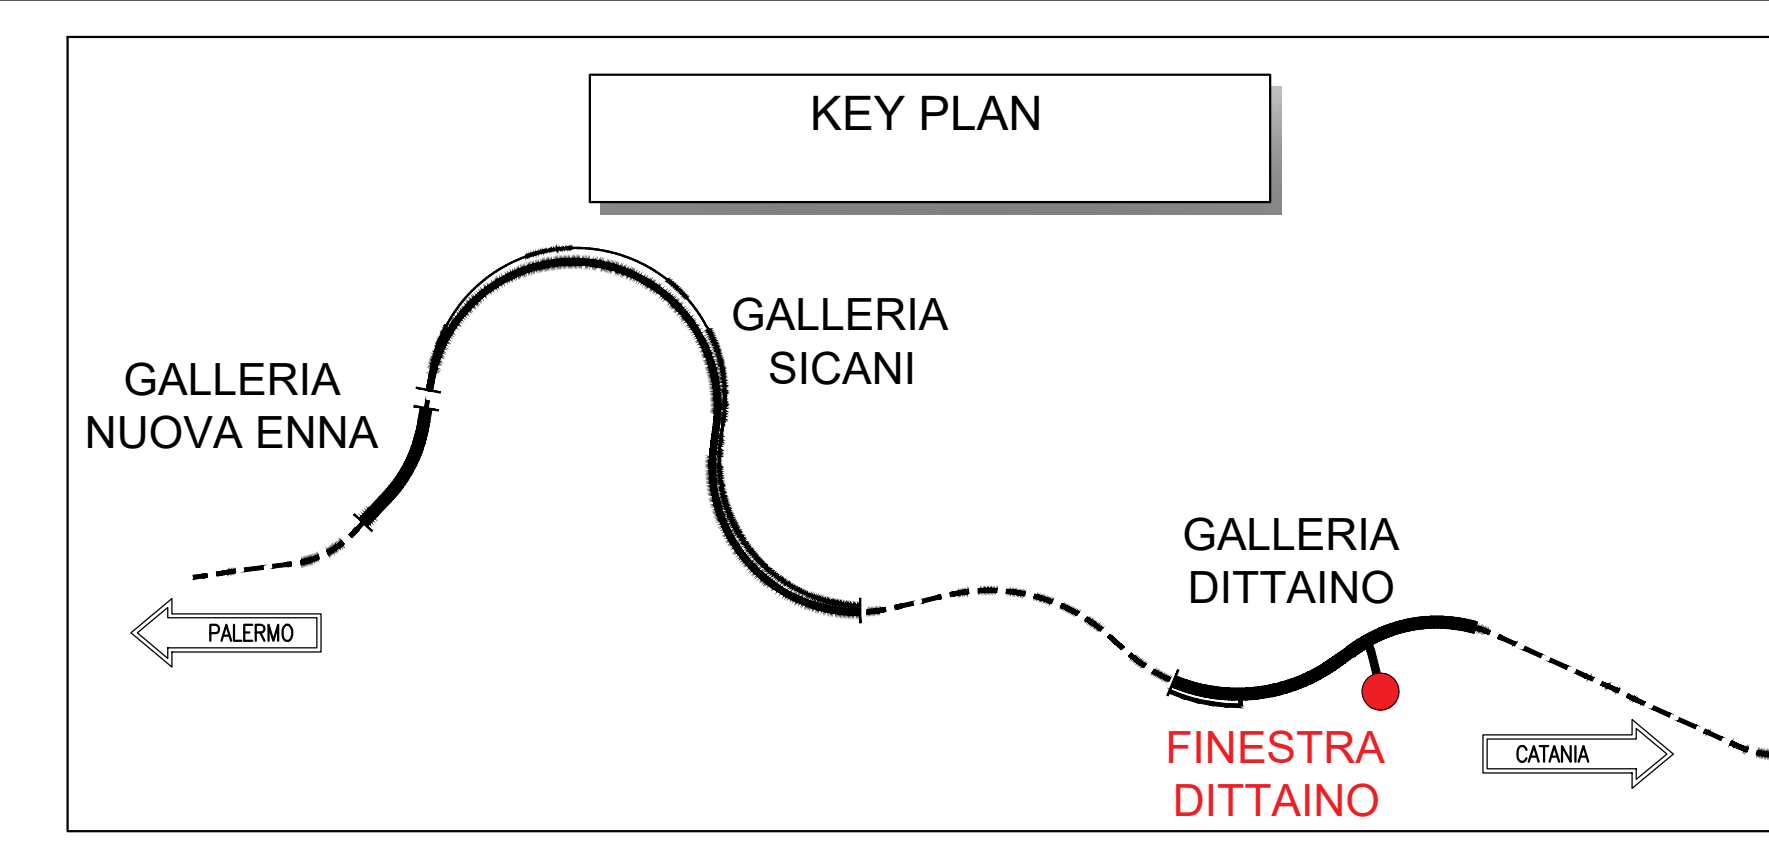 KEY PLAN
GALLERIA
SICANI
GALLERIA
NUOVA ENNA
GALLERIA
DITTAINO
PALERMO
FINESTRA
DITTAINO
CATANIA